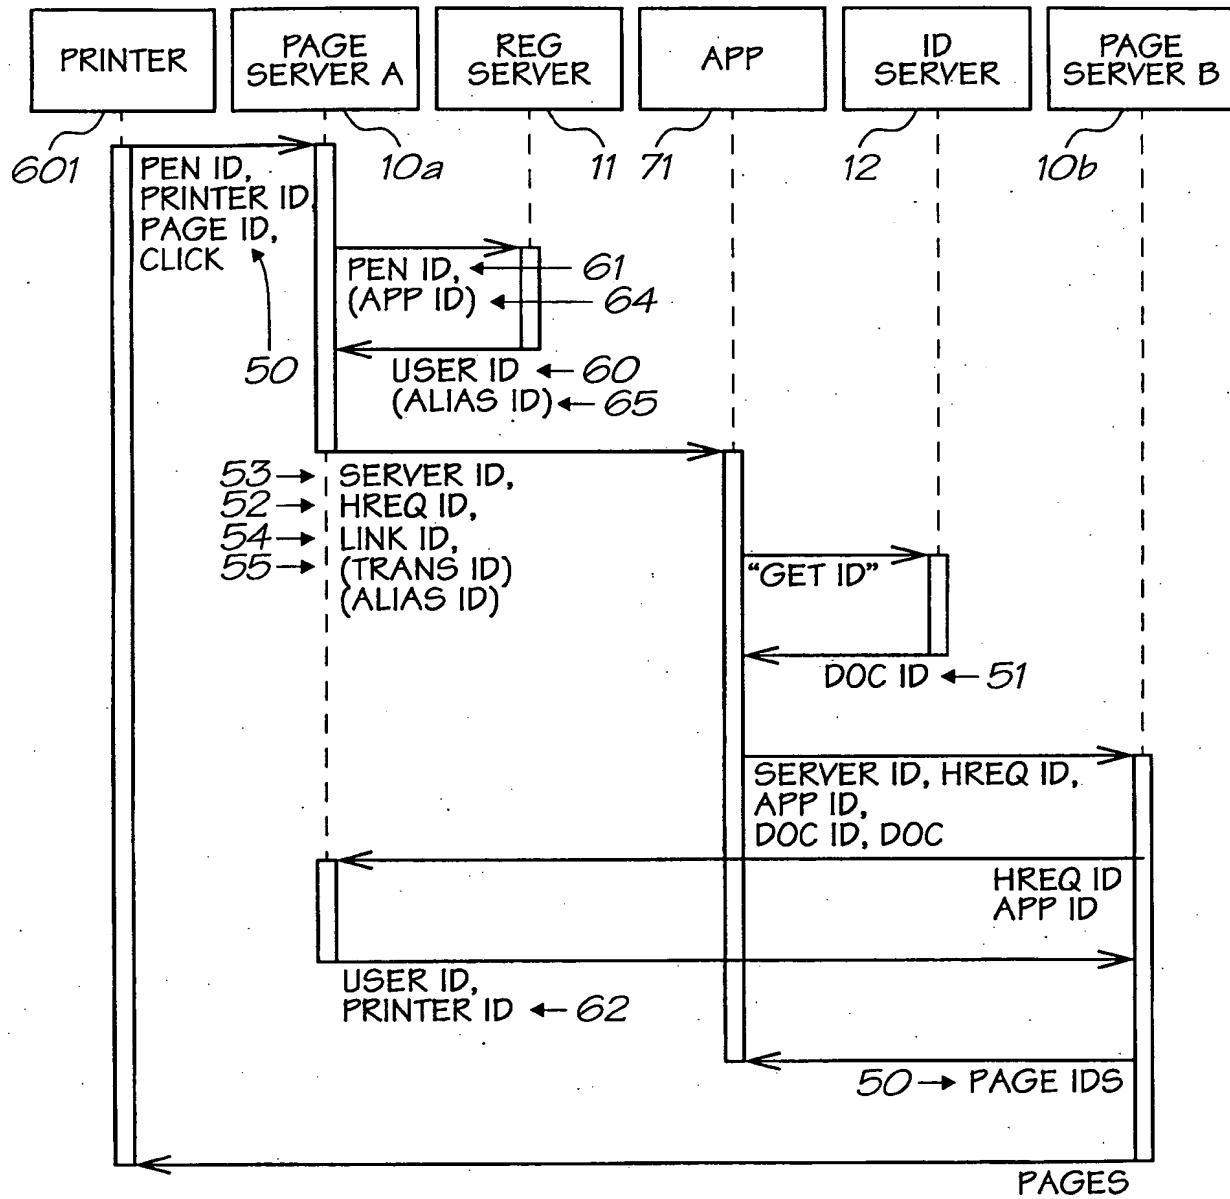 PRINTER
PAGE
SERVER A
REG
SERVER
APP
ID
SERVER
PAGE
SERVER B
601
10a
11
71
12
10b
PEN ID,
PRINTER ID,
PAGE ID,
CLICK
50
PEN ID, 61
(APP ID) 64
USER ID 60
(ALIAS ID) 65
53 SERVER ID,
52 HREQ ID,
54 LINK ID,
55 (TRANS ID)
(ALIAS ID)
“GET ID”
DOC ID 51
SERVER ID, HREQ ID,
APP ID,
DOC ID, DOC
HREQ ID
APP ID
USER ID,
PRINTER ID 62
50 PAGE IDS
PAGES